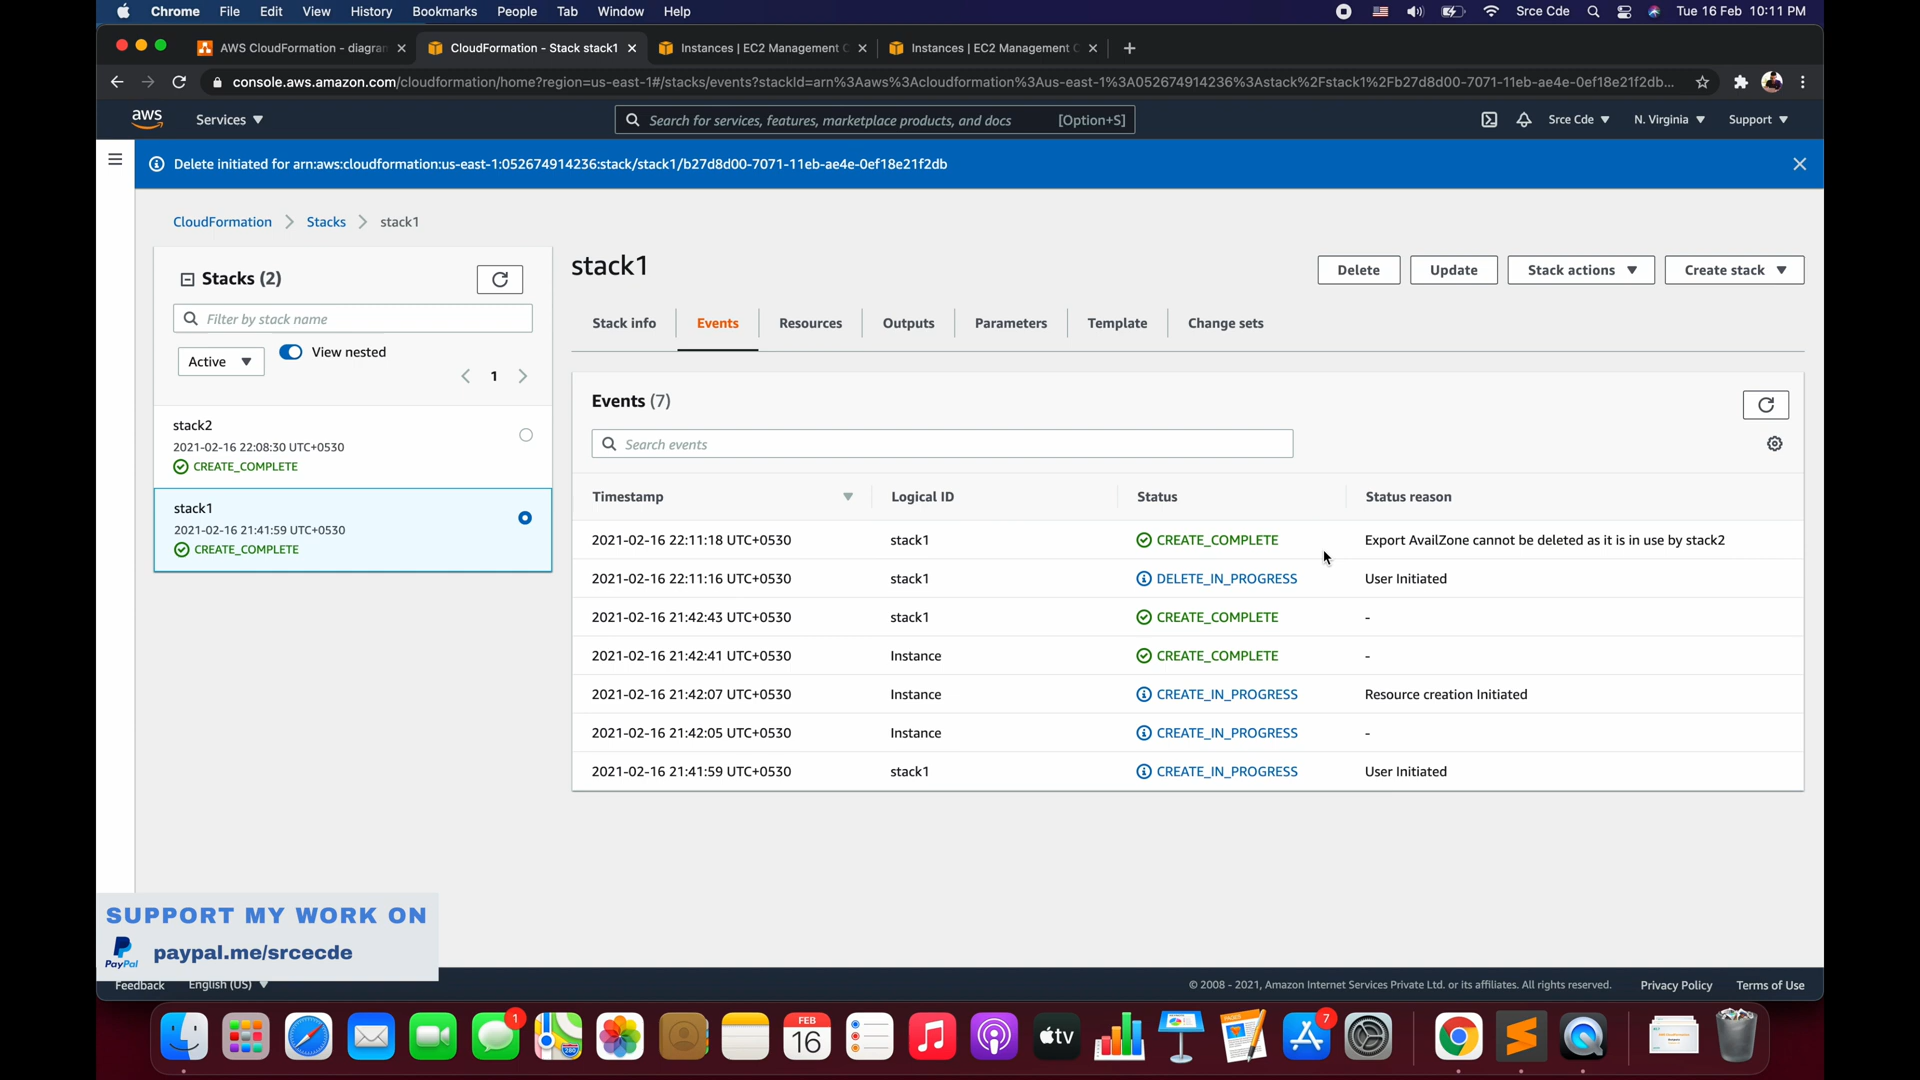 Chrome File Edit View History Bookmarks People Tab Window Help Srce Cde Tue 16 Feb 10:11 PM
AWS CloudFormation - diagram CloudFormation - Stack stack1 Instances | EC2 Management C Instances | EC2 Management C
console.aws.amazon.com/cloudformation/home?region=us-east-1#/stacks/events?stackId=arn%3Aaws%3Acloudformation%3Aus-east-1%3A052674914236%3Astack%2Fstack1%2Fb27d8d00-7071-11eb-ae4e-0ef18e21f2db...
aws Services Search for services, features, marketplace products, and docs [Option+S] Srce Cde N. Virginia Support
Delete initiated for arn:aws:cloudformation:us-east-1:052674914236:stack/stack1/b27d8d00-7071-11eb-ae4e-0ef18e21f2db
CloudFormation Stacks stack1
Stacks (2)
Filter by stack name
Active View nested
1
stack2
2021-02-16 22:08:30 UTC+0530
CREATE_COMPLETE
stack1
2021-02-16 21:41:59 UTC+0530
CREATE_COMPLETE
stack1 Delete Update Stack actions Create stack
Stack info Events Resources Outputs Parameters Template Change sets
Events (7)
Search events
Timestamp Logical ID Status Status reason
2021-02-16 22:11:18 UTC+0530 stack1 CREATE_COMPLETE Export AvailZone cannot be deleted as it is in use by stack2
2021-02-16 22:11:16 UTC+0530 stack1 DELETE_IN_PROGRESS User Initiated
2021-02-16 21:42:43 UTC+0530 stack1 CREATE_COMPLETE -
2021-02-16 21:42:41 UTC+0530 Instance CREATE_COMPLETE -
2021-02-16 21:42:07 UTC+0530 Instance CREATE_IN_PROGRESS Resource creation Initiated
2021-02-16 21:42:05 UTC+0530 Instance CREATE_IN_PROGRESS -
2021-02-16 21:41:59 UTC+0530 stack1 CREATE_IN_PROGRESS User Initiated
SUPPORT MY WORK ON
PayPal paypal.me/srcecde
Feedback English (US) © 2008 - 2021, Amazon Internet Services Private Ltd. or its affiliates. All rights reserved. Privacy Policy Terms of Use
1 280 FEB 16 tv PAGES 7